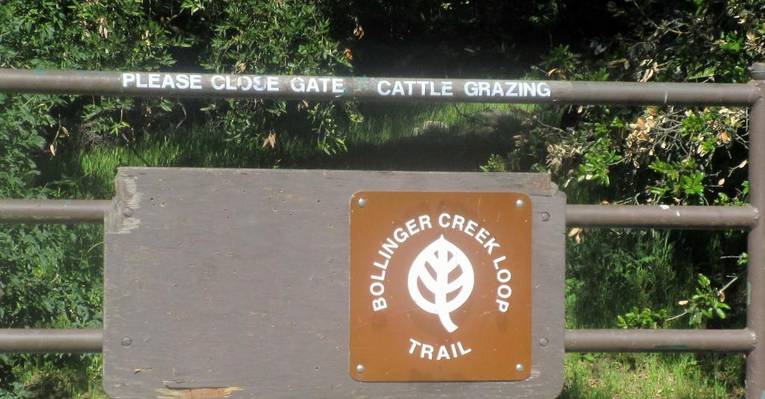 PLEASE CLOSE GATE CATTLE GRAZING
BOLLINGER CREEK LOOP
TRAIL